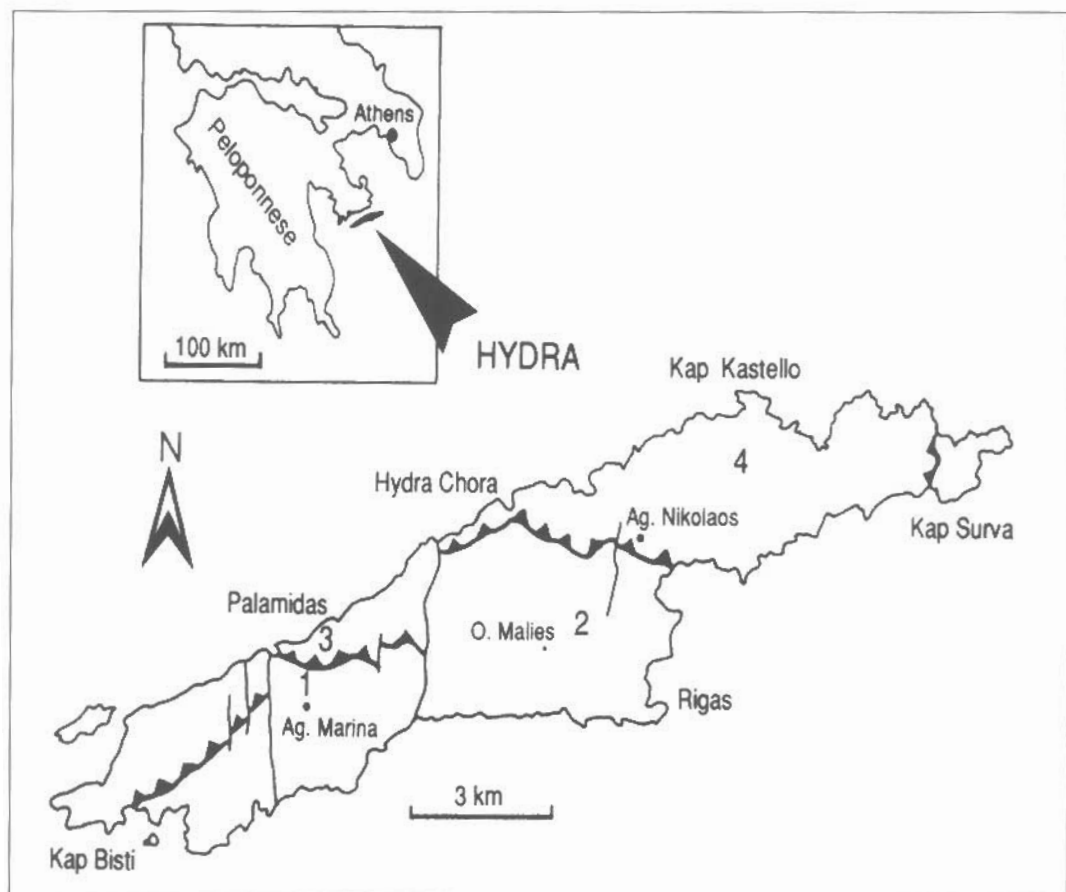 Athens
Peloponnese
100 km
HYDRA
N
Kap Kastello
4
Hydra Chora
Ag. Nikolaos
Kap Surva
Palamidas
3
O. Malies
2
1
Ag. Marina
Rigas
3 km
Kap Bisti